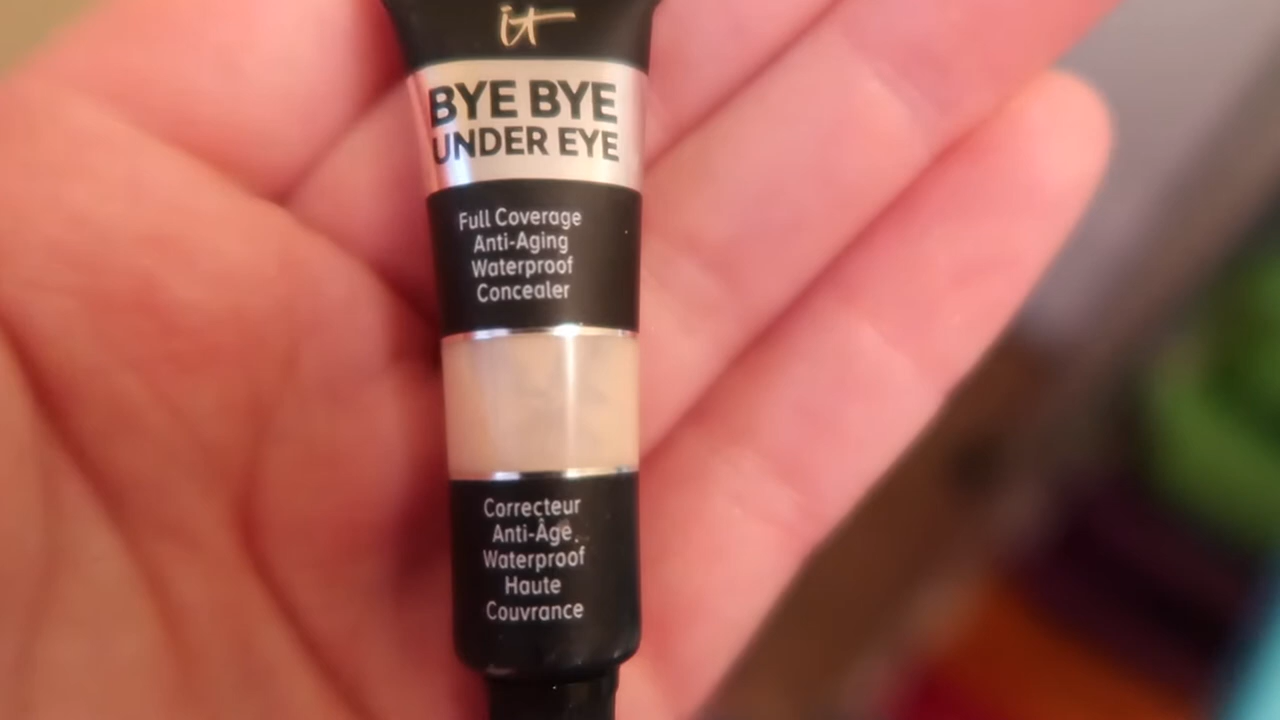 it
BYE BYE
UNDER EYE
Full Coverage
Anti-Aging
Waterproof
Concealer
Correcteur
Anti-Âge
Waterproof
Haute
Couvrance